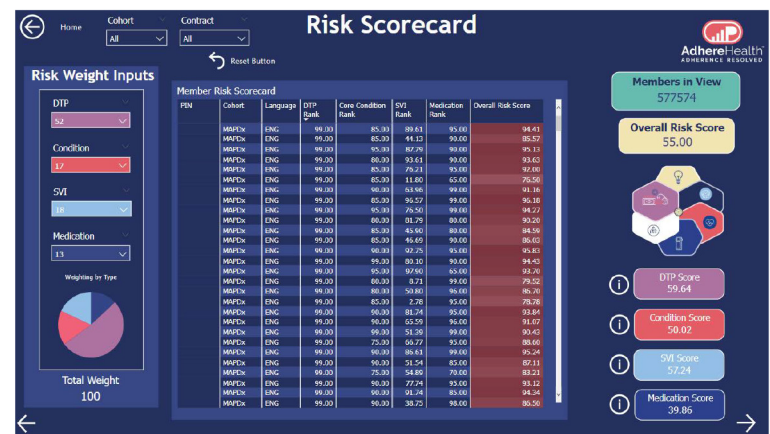 Home
Cohort
All
Contract
All
Risk Scorecard
Reset Button
AdhereHealth
ADHERENCE RESOLVED
Risk Weight Inputs
DTP
52
Condition
17
SVI
18
Medication
13
Weighting by Type
Total Weight
100
Member Risk Scorecard
PIN Cohort Language DTP Rank Core Condition Rank SVI Rank Medication Rank Overall Risk Score
MAPDx ENG 99.00 85.00 89.61 95.00 94.41
MAPDx ENG 99.00 85.00 44.13 90.00 85.57
MAPDx ENG 99.00 95.00 87.79 90.00 95.13
MAPDx ENG 99.00 80.00 93.61 90.00 93.63
MAPDx ENG 99.00 85.00 76.21 95.00 92.00
MAPDx ENG 99.00 85.00 11.80 65.00 76.50
MAPDx ENG 99.00 90.00 63.96 99.00 91.16
MAPDx ENG 99.00 85.00 96.57 99.00 96.18
MAPDx ENG 99.00 95.00 76.50 99.00 94.27
MAPDx ENG 99.00 80.00 81.79 80.00 90.20
MAPDx ENG 99.00 85.00 45.90 80.00 84.59
MAPDx ENG 99.00 85.00 46.69 90.00 86.03
MAPDx ENG 99.00 90.00 92.75 95.00 95.83
MAPDx ENG 99.00 99.00 80.10 90.00 94.43
MAPDx ENG 99.00 95.00 97.90 65.00 93.70
MAPDx ENG 99.00 80.00 8.71 99.00 79.52
MAPDx ENG 99.00 80.00 50.80 96.00 86.70
MAPDx ENG 99.00 85.00 2.78 95.00 78.78
MAPDx ENG 99.00 90.00 81.74 95.00 93.84
MAPDx ENG 99.00 90.00 65.59 96.00 91.07
MAPDx ENG 99.00 99.00 51.39 99.00 90.43
MAPDx ENG 99.00 75.00 66.77 95.00 88.60
MAPDx ENG 99.00 90.00 86.61 99.00 95.24
MAPDx ENG 99.00 90.00 51.54 85.00 87.11
MAPDx ENG 99.00 75.00 54.89 70.00 83.21
MAPDx ENG 99.00 90.00 77.74 95.00 93.12
MAPDx ENG 99.00 90.00 91.74 85.00 94.34
MAPDx ENG 99.00 90.00 38.75 98.00 86.50
Members in View
577574
Overall Risk Score
55.00
DTP Score
59.64
Condition Score
50.02
SVI Score
57.24
Medication Score
39.86